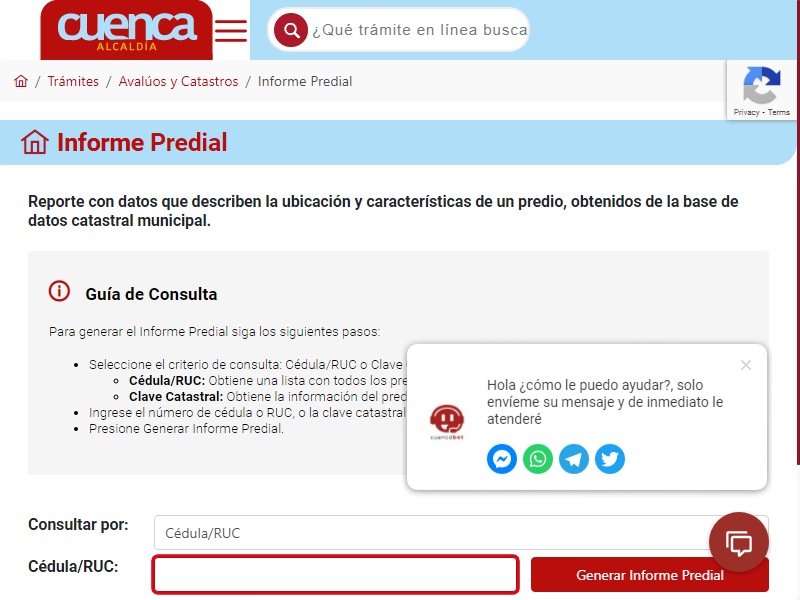 cuenca
ALCALDÍA
¿Qué trámite en línea busca
/ Trámites / Avalúos y Catastros / Informe Predial
Privacy - Terms
Informe Predial
Reporte con datos que describen la ubicación y características de un predio, obtenidos de la base de
datos catastral municipal.
Guía de Consulta
Para generar el Informe Predial siga los siguientes pasos:
Seleccione el criterio de consulta: Cédula/RUC o Clave
Cédula/RUC: Obtiene una lista con todos los pre
Clave Catastral: Obtiene la información del pred
Ingrese el número de cédula o RUC, o la clave catastral
Presione Generar Informe Predial.
Hola ¿cómo le puedo ayudar?, solo
envíeme su mensaje y de inmediato le
atenderé
cuencabot
Consultar por:
Cédula/RUC
Cédula/RUC:
Generar Informe Predial